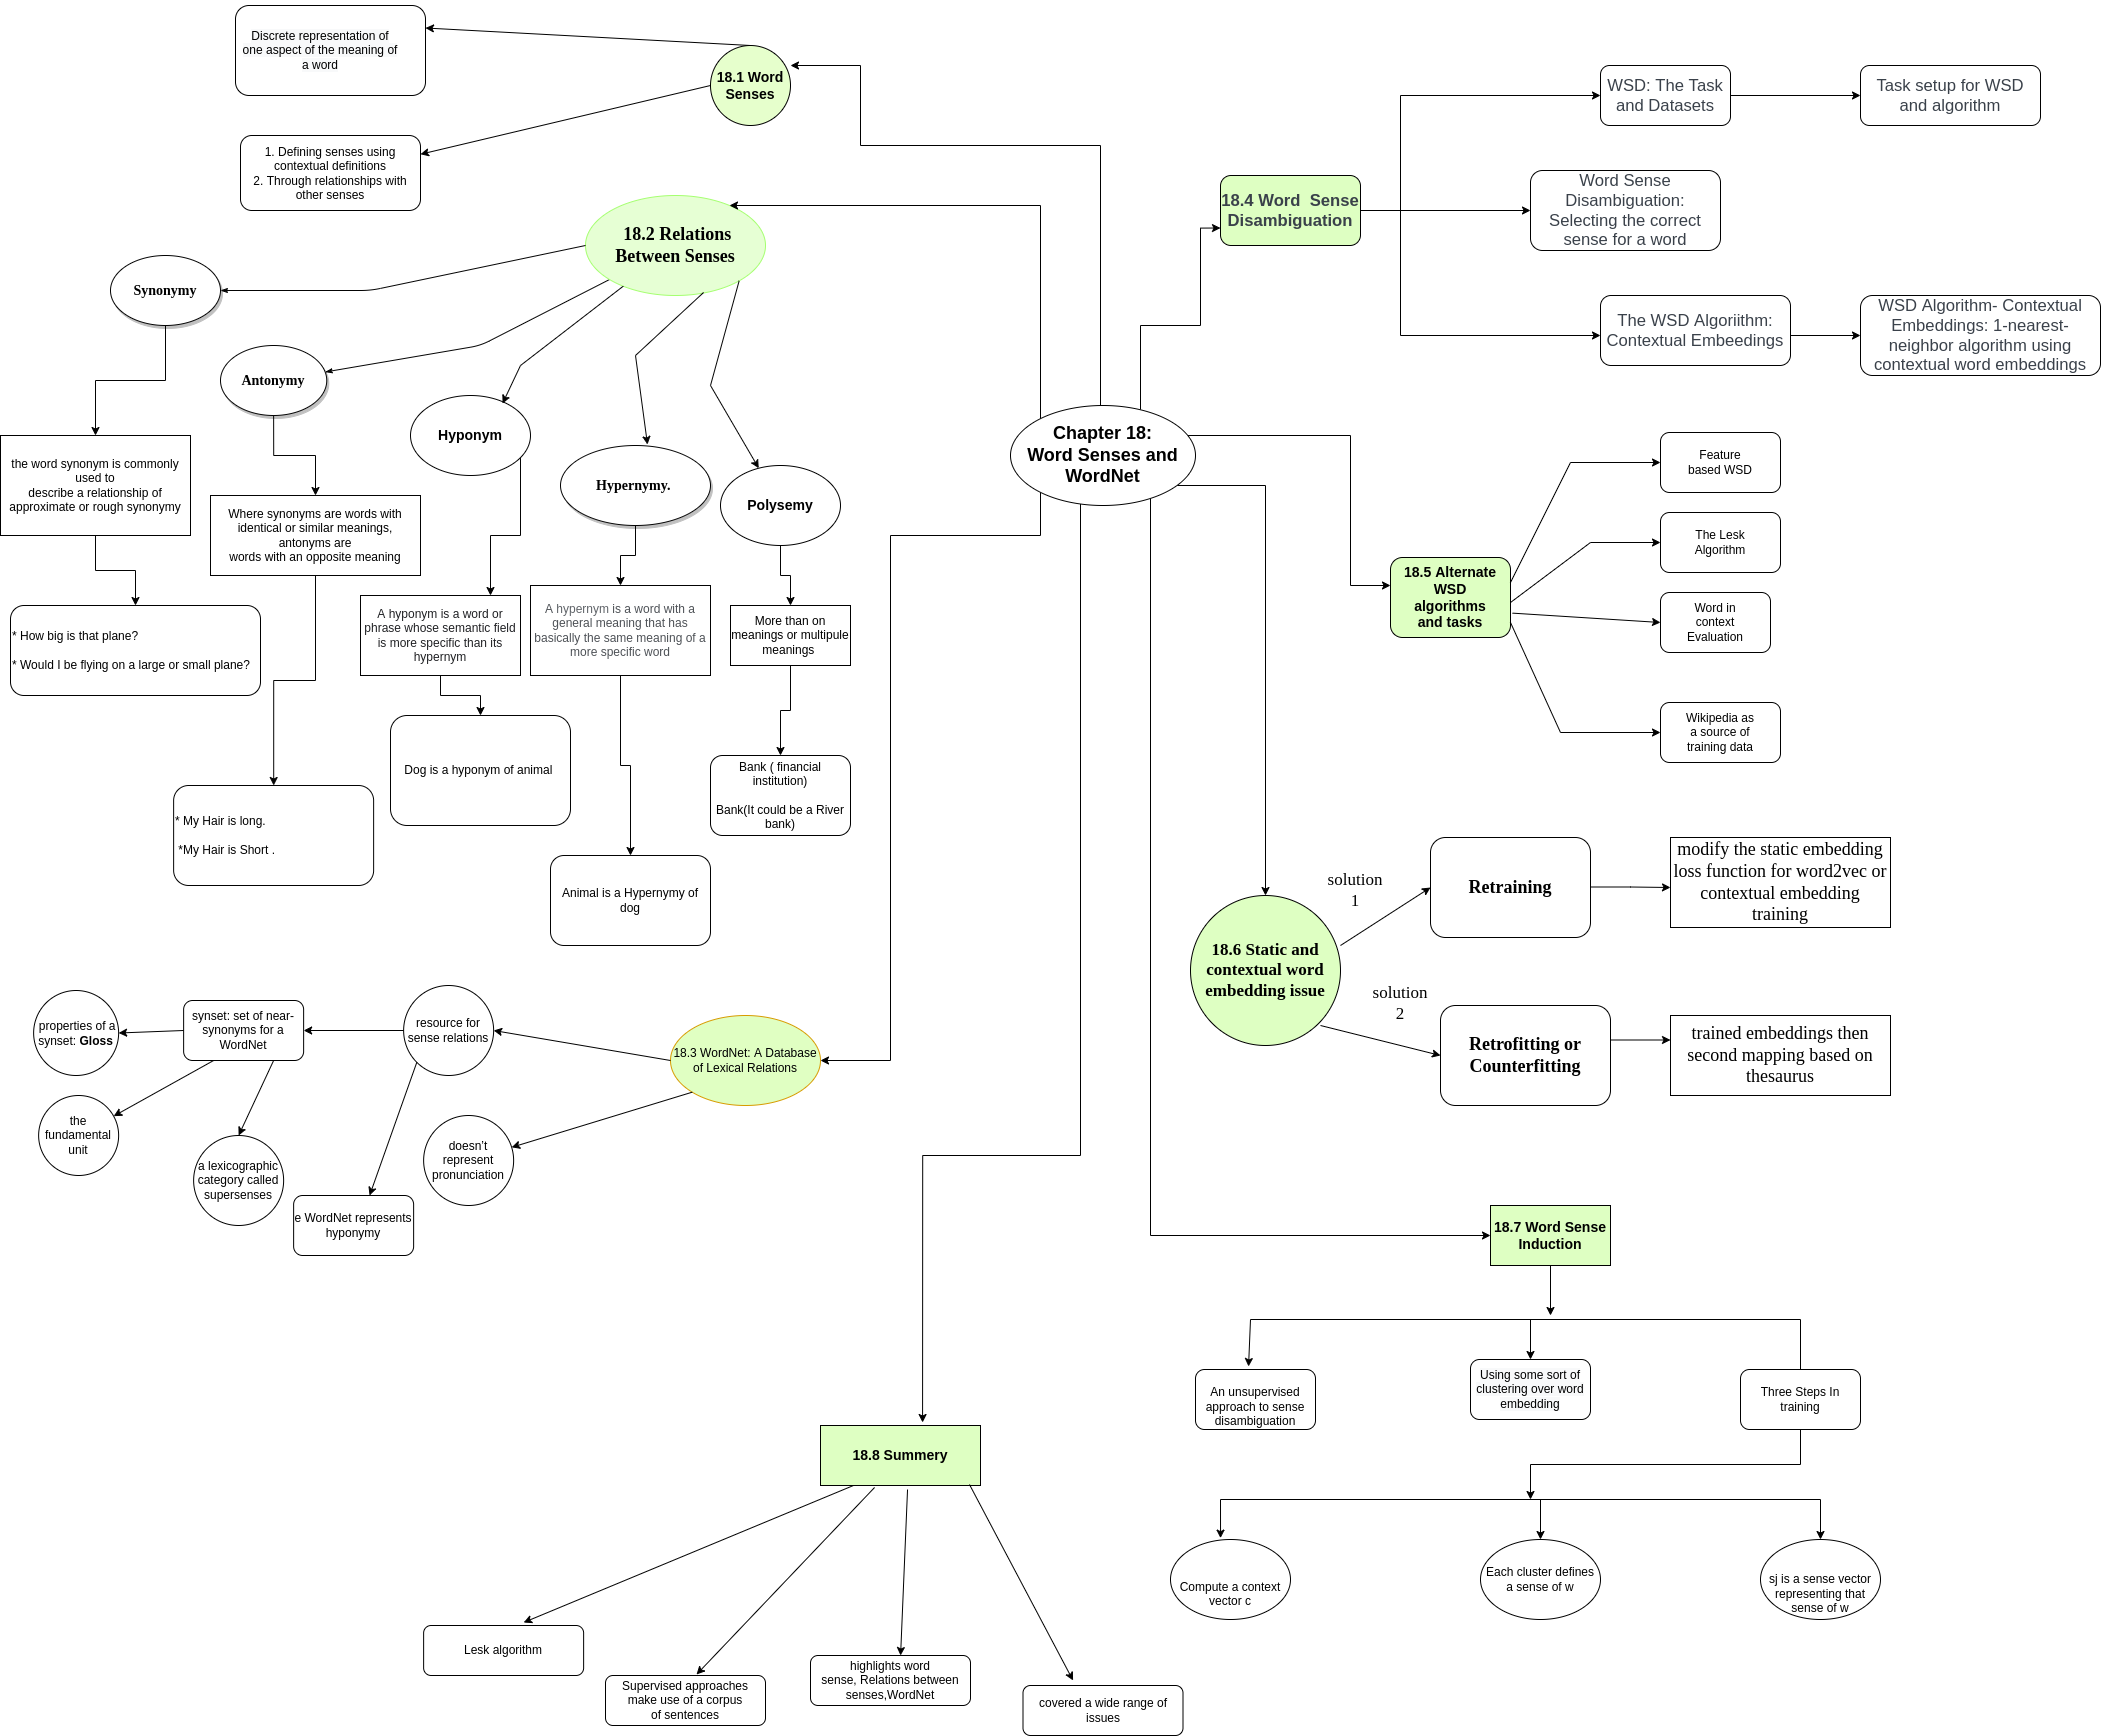 Chapter 18:
Word Senses and
WordNet
18.1 Word
Senses
Discrete representation of
one aspect of the meaning of
a word
1. Defining senses using
contextual definitions
2. Through relationships with
other senses
18.2 Relations
Between Senses
Synonymy
the word synonym is commonly
used to
describe a relationship of
approximate or rough synonymy
* How big is that plane?
* Would I be flying on a large or small plane?
Antonymy
Where synonyms are words with
identical or similar meanings,
antonyms are
words with an opposite meaning
* My Hair is long.
*My Hair is Short .
Hyponym
A hyponym is a word or
phrase whose semantic field
is more specific than its
hypernym
Dog is a hyponym of animal
Hypernymy.
A hypernym is a word with a
general meaning that has
basically the same meaning of a
more specific word
Animal is a Hypernymy of
dog
Polysemy
More than on
meanings or multipule
meanings
Bank ( financial
institution)
Bank(It could be a River
bank)
18.3 WordNet: A Database
of Lexical Relations
resource for
sense relations
synset: set of near-
synonyms for a
WordNet
properties of a
synset: Gloss
the
fundamental
unit
a lexicographic
category called
supersenses
e WordNet represents
hyponymy
doesn’t
represent
pronunciation
18.4 Word  Sense
Disambiguation
WSD: The Task
and Datasets
Task setup for WSD
and algorithm
Word Sense
Disambiguation:
Selecting the correct
sense for a word
The WSD Algoriithm:
Contextual Embeedings
WSD Algorithm- Contextual
Embeddings: 1-nearest-
neighbor algorithm using
contextual word embeddings
18.5 Alternate
WSD
algorithms
and tasks
Feature
based WSD
The Lesk
Algorithm
Word in
context
Evaluation
Wikipedia as
a source of
training data
18.6 Static and
contextual word
embedding issue
solution
1
Retraining
modify the static embedding
loss function for word2vec or
contextual embedding
training
solution
2
Retrofitting or
Counterfitting
trained embeddings then
second mapping based on
thesaurus
18.7 Word Sense
Induction
An unsupervised
approach to sense
disambiguation
Using some sort of
clustering over word
embedding
Three Steps In
training
Compute a context
vector c
Each cluster defines
a sense of w
sj is a sense vector
representing that
sense of w
18.8 Summery
Lesk algorithm
Supervised approaches
make use of a corpus
of sentences
highlights word
sense, Relations between
senses,WordNet
covered a wide range of
issues